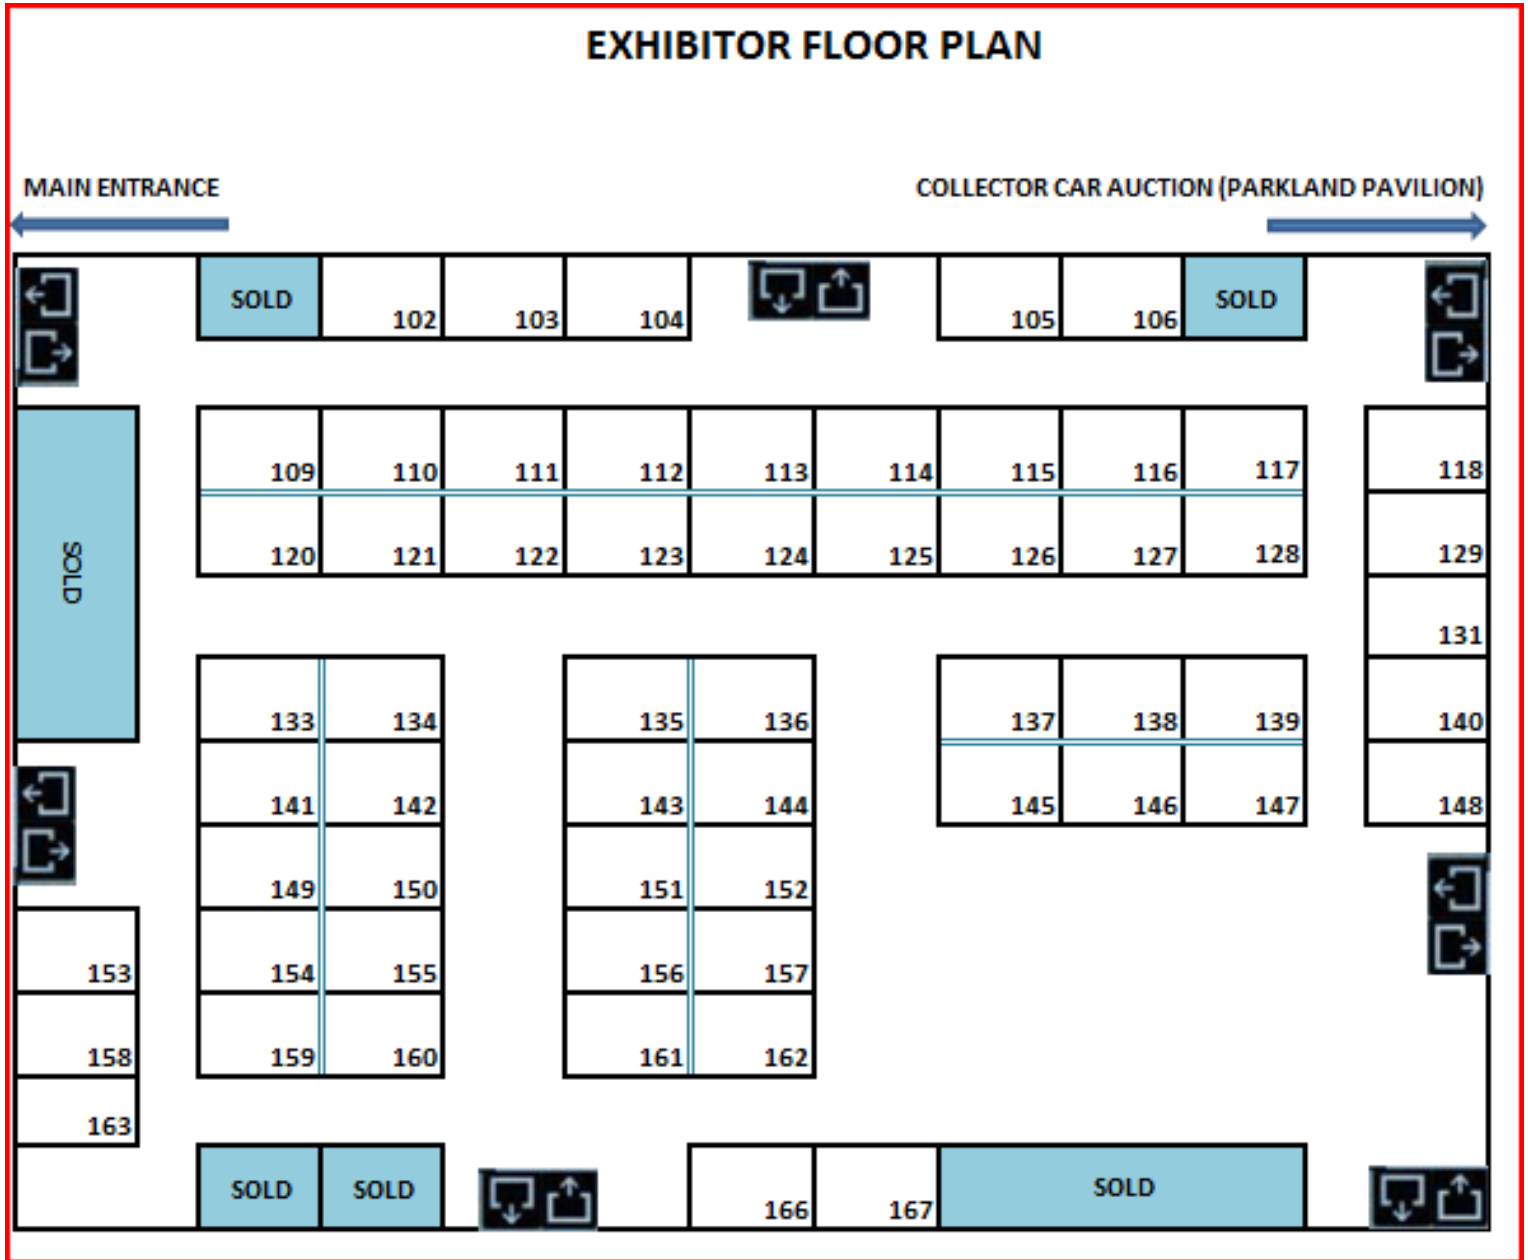 EXHIBITOR FLOOR PLAN
MAIN ENTRANCE
COLLECTOR CAR AUCTION (PARKLAND PAVILION)
SOLD 102 103 104 105 106 SOLD
109 110 111 112 113 114 115 116 117 118
SOLD
120 121 122 123 124 125 126 127 128 129
131
133 134 135 136 137 138 139 140
141 142 143 144 145 146 147 148
149 150 151 152
153 154 155 156 157
158 159 160 161 162
163
SOLD SOLD 166 167 SOLD